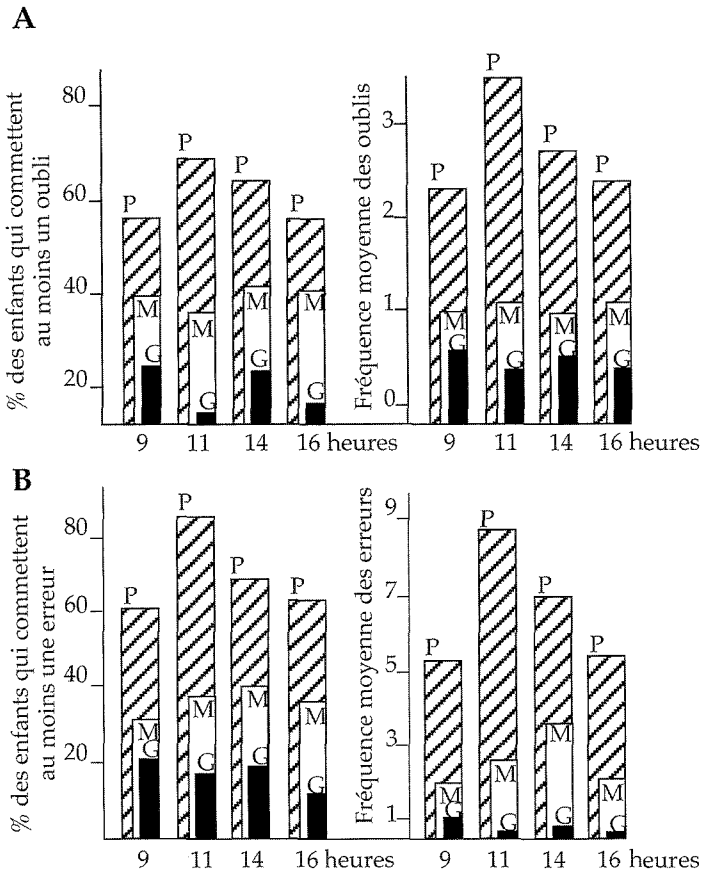 A
% des enfants qui commettent
au moins un oubli
80
60
40
20
P
M
G
P
M
G
P
M
G
P
M
G
9 11 14 16 heures
Fréquence moyenne des oublis
3
2
1
0
P
M
G
P
M
G
P
M
G
P
M
G
9 11 14 16 heures
B
% des enfants qui commettent
au moins une erreur
80
60
40
20
P
M
G
P
M
G
P
M
G
P
M
G
9 11 14 16 heures
Fréquence moyenne des erreurs
9
7
5
3
1
P
M
G
P
M
G
P
M
G
P
M
G
9 11 14 16 heures